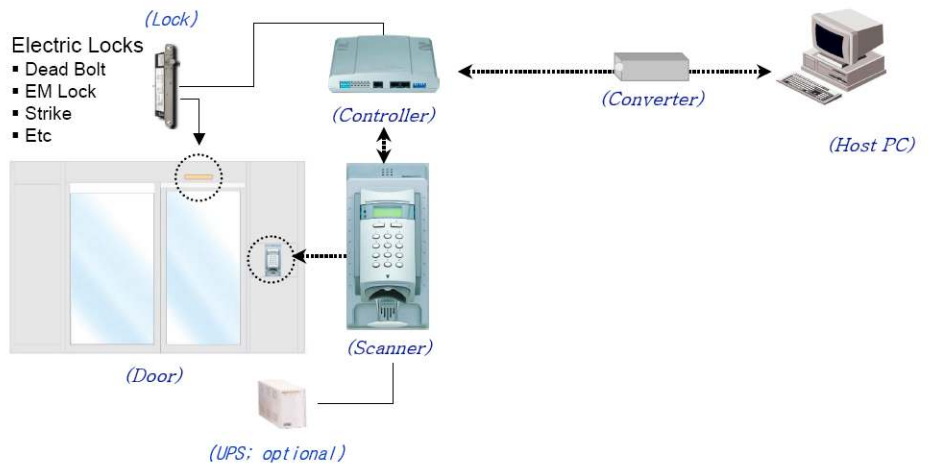 (Lock)
Electric Locks
▪ Dead Bolt
▪ EM Lock
▪ Strike
▪ Etc
(Controller)
(Converter)
(Host PC)
(Scanner)
(Door)
(UPS; optional)